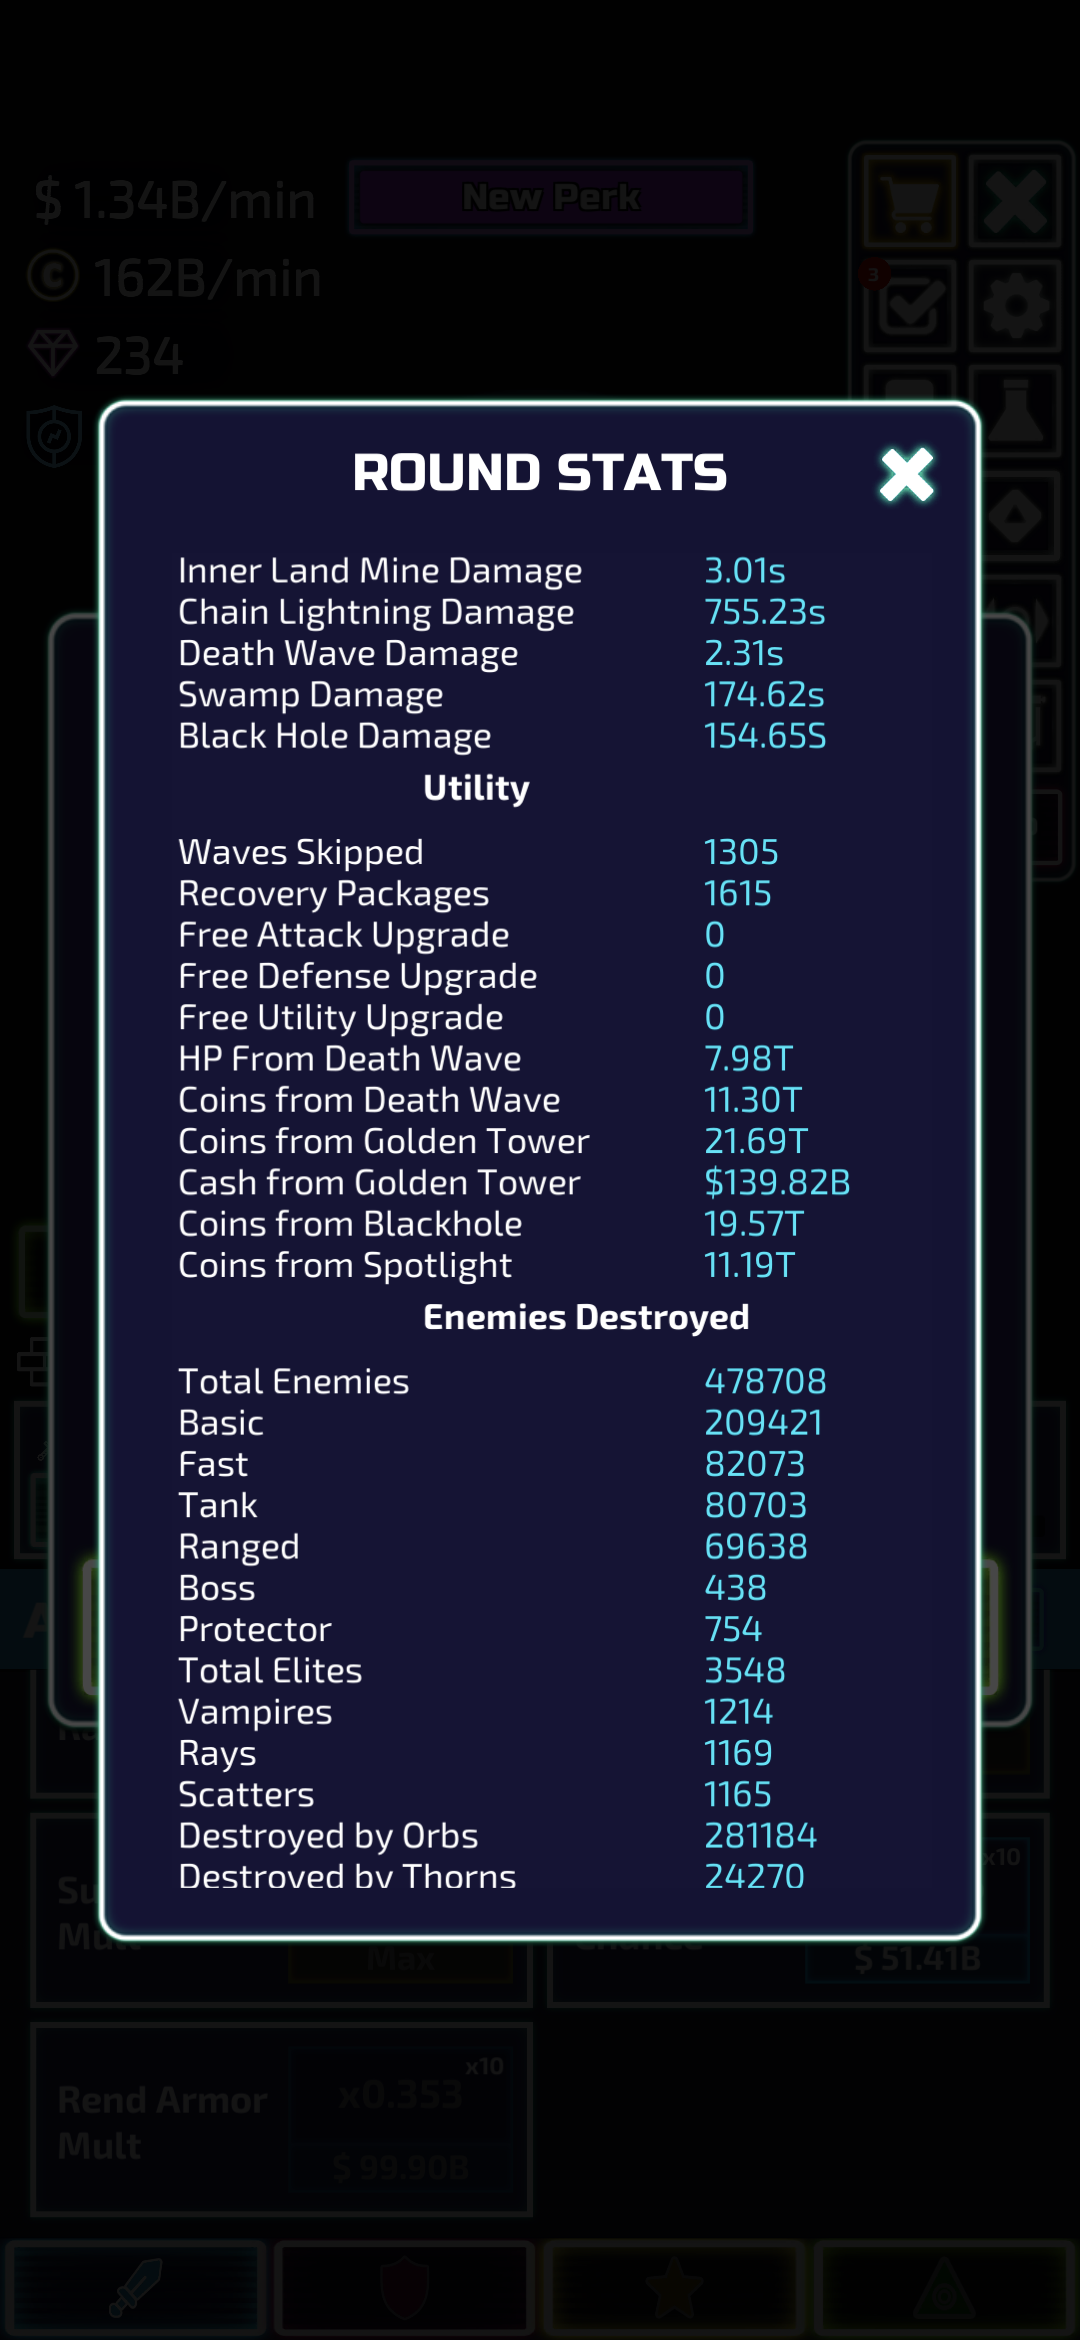 $ 1.34B/min
New Perk
C 162B/min
3
234
ROUND STATS
Inner Land Mine Damage 3.01s
Chain Lightning Damage 755.23s
Death Wave Damage 2.31s
Swamp Damage 174.62s
Black Hole Damage 154.65S
Utility
Waves Skipped 1305
Recovery Packages 1615
Free Attack Upgrade 0
Free Defense Upgrade 0
Free Utility Upgrade 0
HP From Death Wave 7.98T
Coins from Death Wave 11.30T
Coins from Golden Tower 21.69T
Cash from Golden Tower $139.82B
Coins from Blackhole 19.57T
Coins from Spotlight 11.19T
Enemies Destroyed
Total Enemies 478708
Basic 209421
Fast 82073
Tank 80703
Ranged 69638
Boss 438
Protector 754
Total Elites 3548
Vampires 1214
Rays 1169
Scatters 1165
Destroyed by Orbs 281184
Destroyed by Thorns 24270
x10
Max
Chance $ 51.41B
x10
Rend Armor x0.353
Mult $ 99.90B